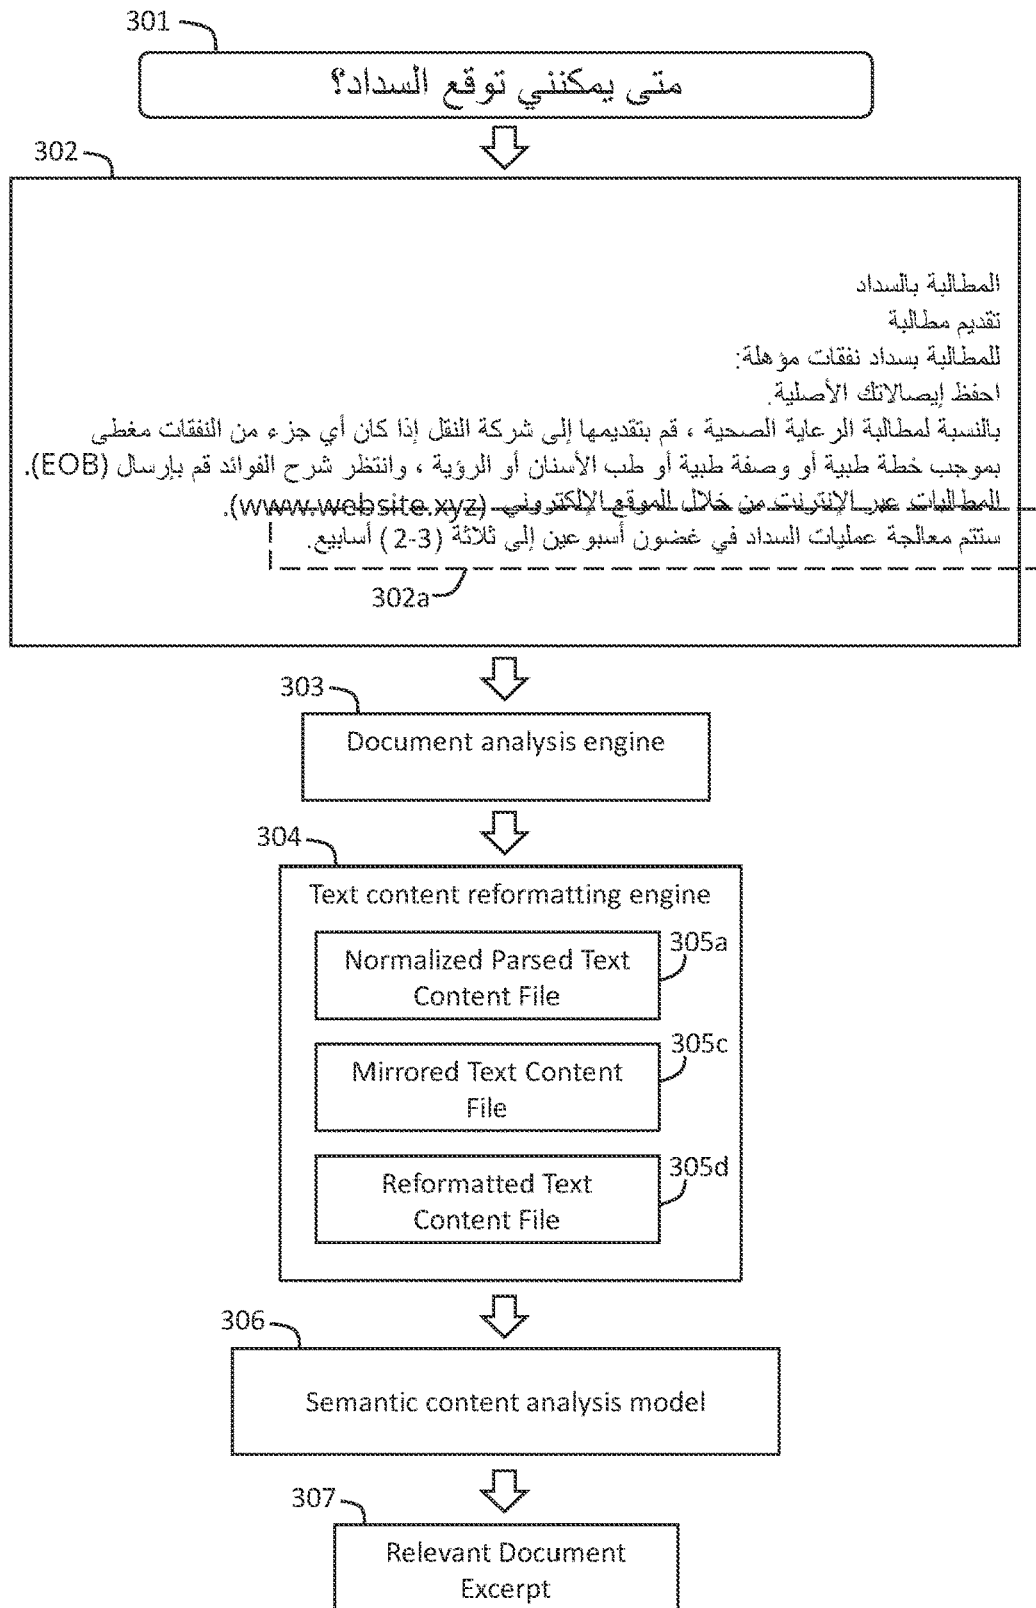 301
متى يمكنني توقع السداد؟
302
المطالبة بالسداد
تقديم مطالبة
للمطالبة بسداد نفقات مؤهلة:
احفظ إيصالاتك الأصلية.
بالنسبة لمطالبة الرعاية الصحية ، قم بتقديمها إلى شركة النقل إذا كان أي جزء من النفقات مغطى
بموجب خطة طبية أو وصفة طبية أو طب الأسنان أو الرؤية ، وانتظر شرح الفوائد قم بإرسال (EOB).
المطالبات عبر الإنترنت من خلال الموقع الإلكتروني (www.website.xyz).
ستتم معالجة عمليات السداد في غضون أسبوعين إلى ثلاثة (2-3) أسابيع.
302a
303
Document analysis engine
304
Text content reformatting engine
305a
Normalized Parsed Text
Content File
305c
Mirrored Text Content
File
305d
Reformatted Text
Content File
306
Semantic content analysis model
307
Relevant Document
Excerpt